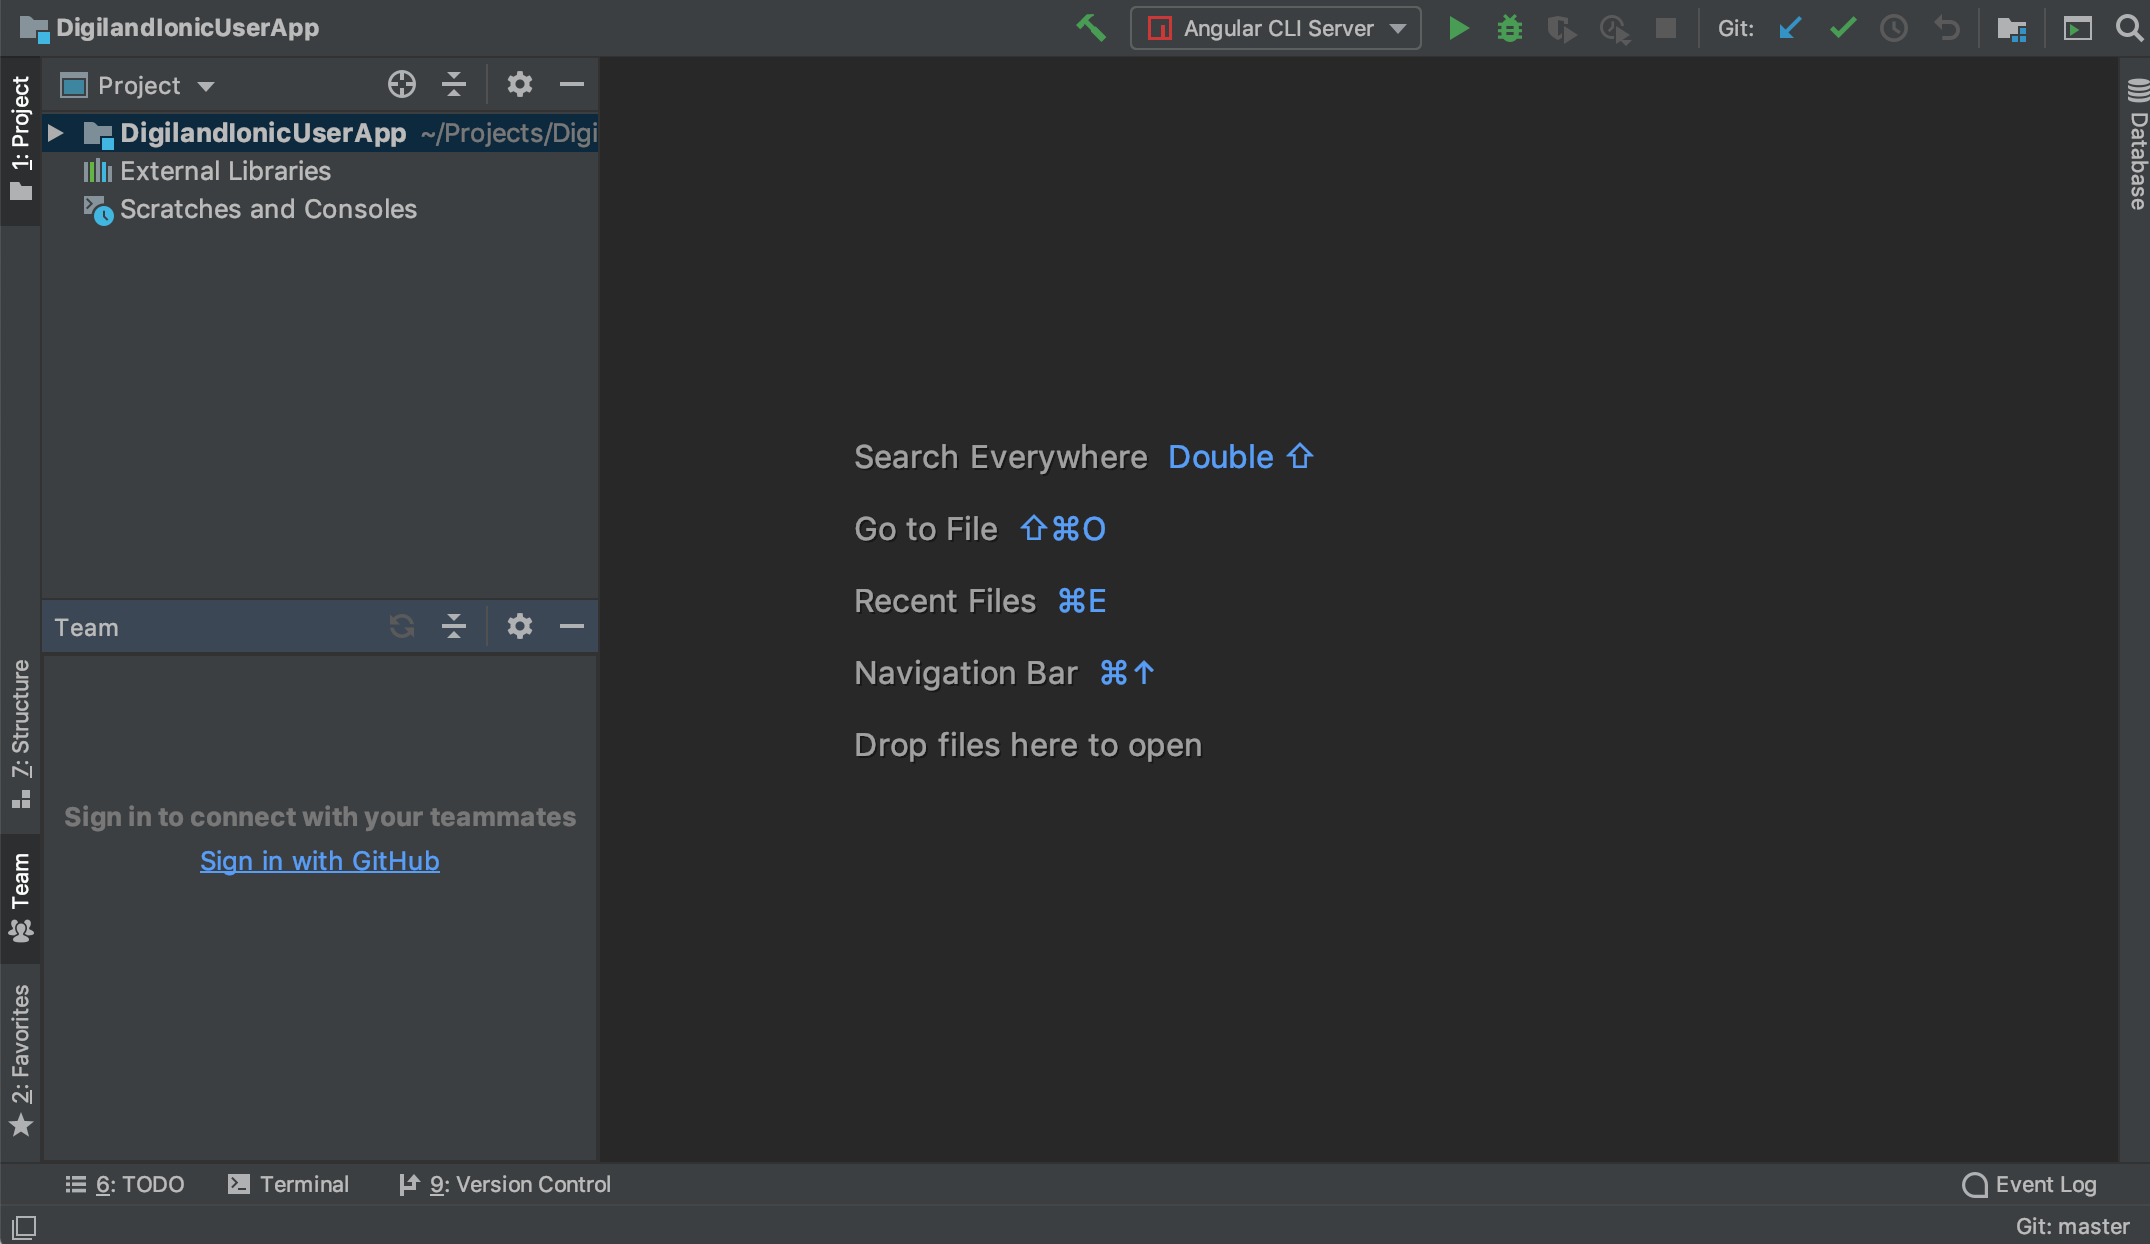 DigilandIonicUserApp
Angular CLI Server
Git:
1: Project
Project
DigilandIonicUserApp ~/Projects/Digi
External Libraries
Scratches and Consoles
Database
Search Everywhere Double ⇧
Go to File ⇧⌘O
Recent Files ⌘E
Navigation Bar ⌘↑
Drop files here to open
Team
Sign in to connect with your teammates
Sign in with GitHub
7: Structure
Team
2: Favorites
6: TODO
Terminal
9: Version Control
Event Log
Git: master